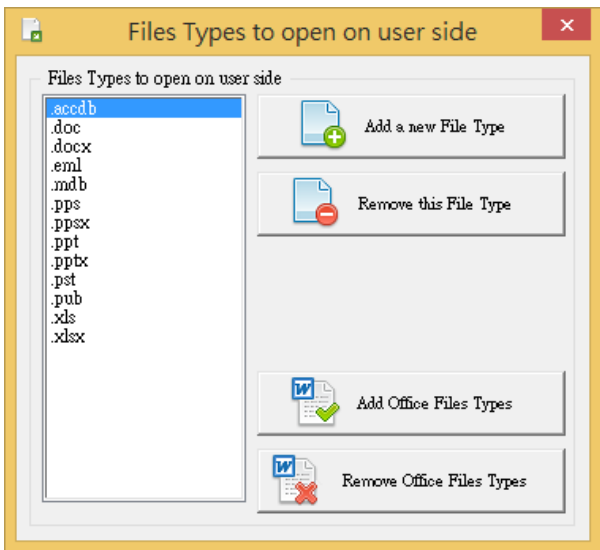 Files Types to open on user side
Files Types to open on user side
.accdb
.doc
.docx
.eml
.mdb
.pps
.ppsx
.ppt
.pptx
.pst
.pub
.xls
.xlsx
Add a new File Type
Remove this File Type
W
Add Office Files Types
W
Remove Office Files Types